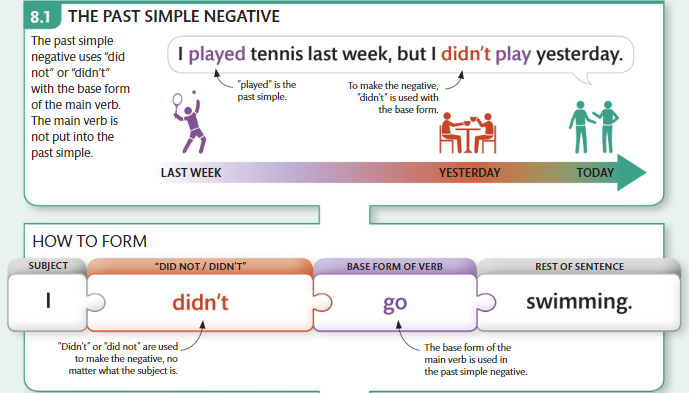 8.1 THE PAST SIMPLE NEGATIVE
The past simple
negative uses “did
not” or “didn’t”
with the base form
of the main verb.
The main verb is
not put into the
past simple.
I played tennis last week, but I didn’t play yesterday.
“played” is the
past simple.
To make the negative,
“didn’t” is used with
the base form.
LAST WEEK
YESTERDAY
TODAY
HOW TO FORM
SUBJECT
“DID NOT / DIDN’T”
BASE FORM OF VERB
REST OF SENTENCE
I
didn’t
go
swimming.
“Didn’t” or “did not” are used
to make the negative, no
matter what the subject is.
The base form of the
main verb is used in
the past simple negative.